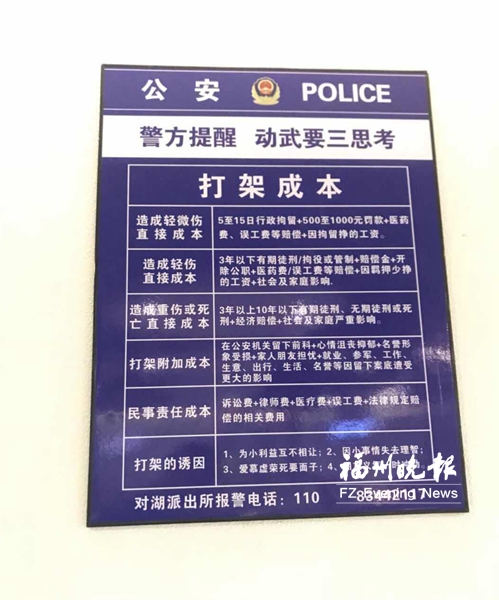 公安 POLICE
警方提醒 动武要三思考
打架成本
造成轻微伤
直接成本
5至15日行政拘留+500至1000元罚款+医药
费、误工费等赔偿+因拘留挣的工资。
造成轻伤
直接成本
3年以下有期徒刑/拘役或管制+赔偿金+开
除公职+医药费/误工费等赔偿+因羁押少挣
的工资+社会及家庭影响.
造成重伤或死
亡直接成本
3年以上10年以下有期徒刑、无期徒刑或死
刑+经济赔偿+社会及家庭严重影响。
打架附加成本
在公安机关留下前科+心情沮丧抑郁+名誉形
象受损+家人朋友担忧+就业、参军、工作、
生意、出行、生活、名誉等因留下案底遭受
更大的影响
民事责任成本
诉讼费+律师费+医疗费+误工费+法律规定赔
偿的相关费用
打架的诱因
1、为小利益互不相让；2、因小事情失去理智；
3、爱慕虚荣死要面子；4、
对湖派出所报警电话：110
福州晚报
FZ Evening News